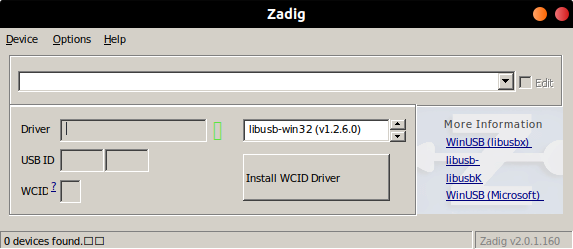 Zadig
Device Options Help
Edit
Driver
libusb-win32 (v1.2.6.0)
USB ID
WCID ?
Install WCID Driver
More Information
WinUSB (libusbx)
libusb-
libusbK
WinUSB (Microsoft)
0 devices found.□□
Zadig v2.0.1.160